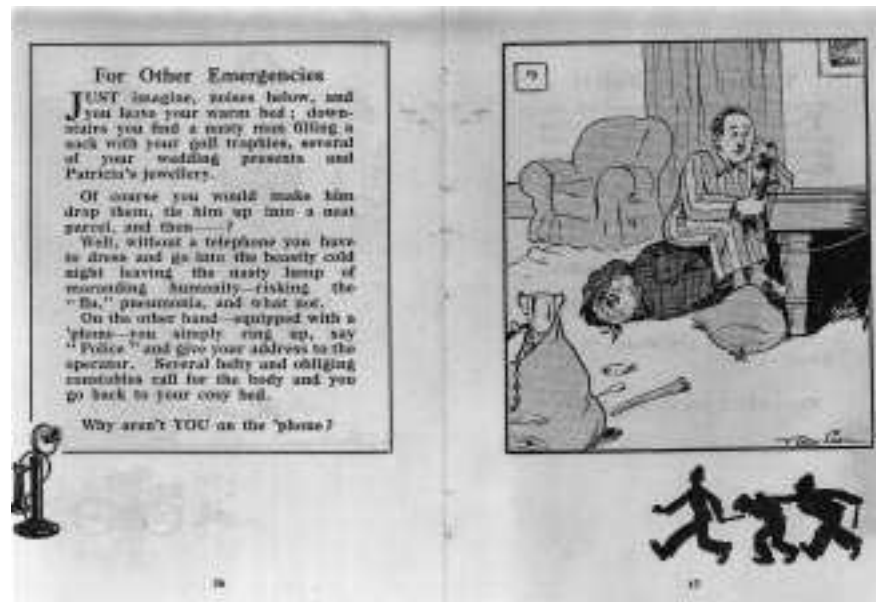 For Other Emergencies
JUST imagine, noises below, and
you leave your warm bed; down-
stairs you find a nasty man filling a
sack with your golf trophies, several
of your wedding presents and
Patricia's jewellery.
Of course you would make him
drop them, tie him up into a neat
parcel, and then——?
Well, without a telephone you have
to dress and go into the beastly cold
night leaving the nasty lump of
marauding humanity—risking the
"flu," pneumonia, and what not.
On the other hand—equipped with a
'phone—you simply ring up, say
"Police" and give your address to the
operator. Several hefty and obliging
constables call for the body and you
go back to your cosy bed.
Why aren't YOU on the 'phone?
16
17